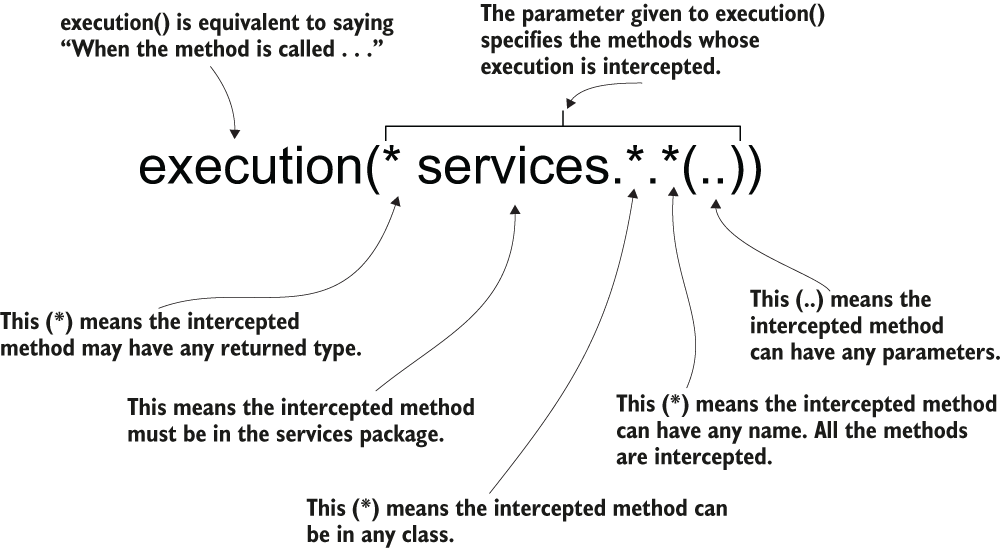 execution() is equivalent to saying
“When the method is called . . .”
The parameter given to execution()
specifies the methods whose
execution is intercepted.
execution(* services.*.*(..))
This (*) means the intercepted
method may have any returned type.
This means the intercepted method
must be in the services package.
This (*) means the intercepted method can
be in any class.
This (*) means the intercepted method
can have any name. All the methods
are intercepted.
This (..) means the
intercepted method
can have any parameters.